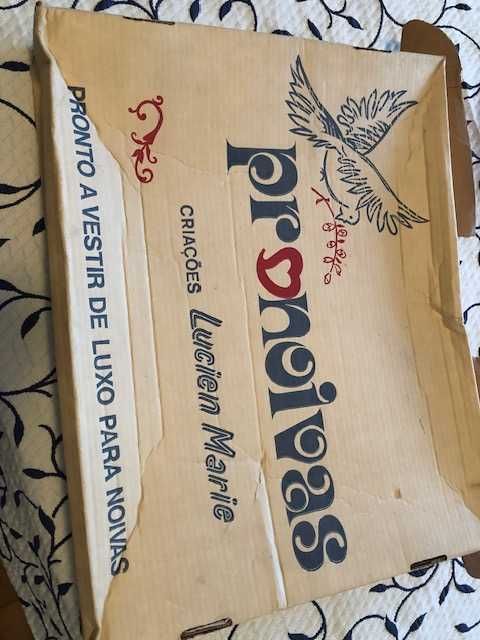 pronoivas
CRIAÇÕES Lucien Marie
PRONTO A VESTIR DE LUXO PARA NOIVAS